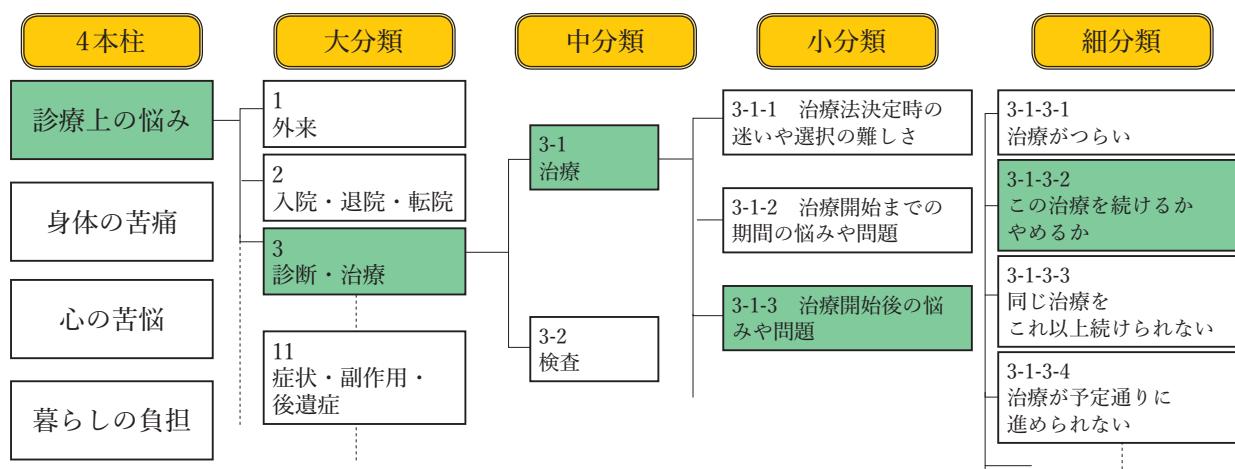 4本柱
大分類
中分類
小分類
細分類
診療上の悩み
身体の苦痛
心の苦悩
暮らしの負担
1
外来
2
入院・退院・転院
3
診断・治療
11
症状・副作用・
後遺症
3-1
治療
3-2
検査
3-1-1　治療法決定時の
迷いや選択の難しさ
3-1-2　治療開始までの
期間の悩みや問題
3-1-3　治療開始後の悩
みや問題
3-1-3-1
治療がつらい
3-1-3-2
この治療を続けるか
やめるか
3-1-3-3
同じ治療を
これ以上続けられない
3-1-3-4
治療が予定通りに
進められない